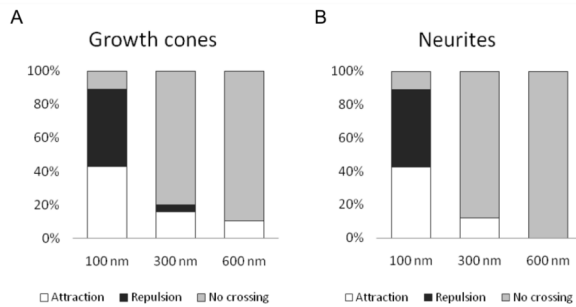 A
Growth cones
100%
80%
60%
40%
20%
0%
100 nm 300 nm 600 nm
Attraction Repulsion No crossing
B
Neurites
100%
80%
60%
40%
20%
0%
100 nm 300 nm 600 nm
Attraction Repulsion No crossing